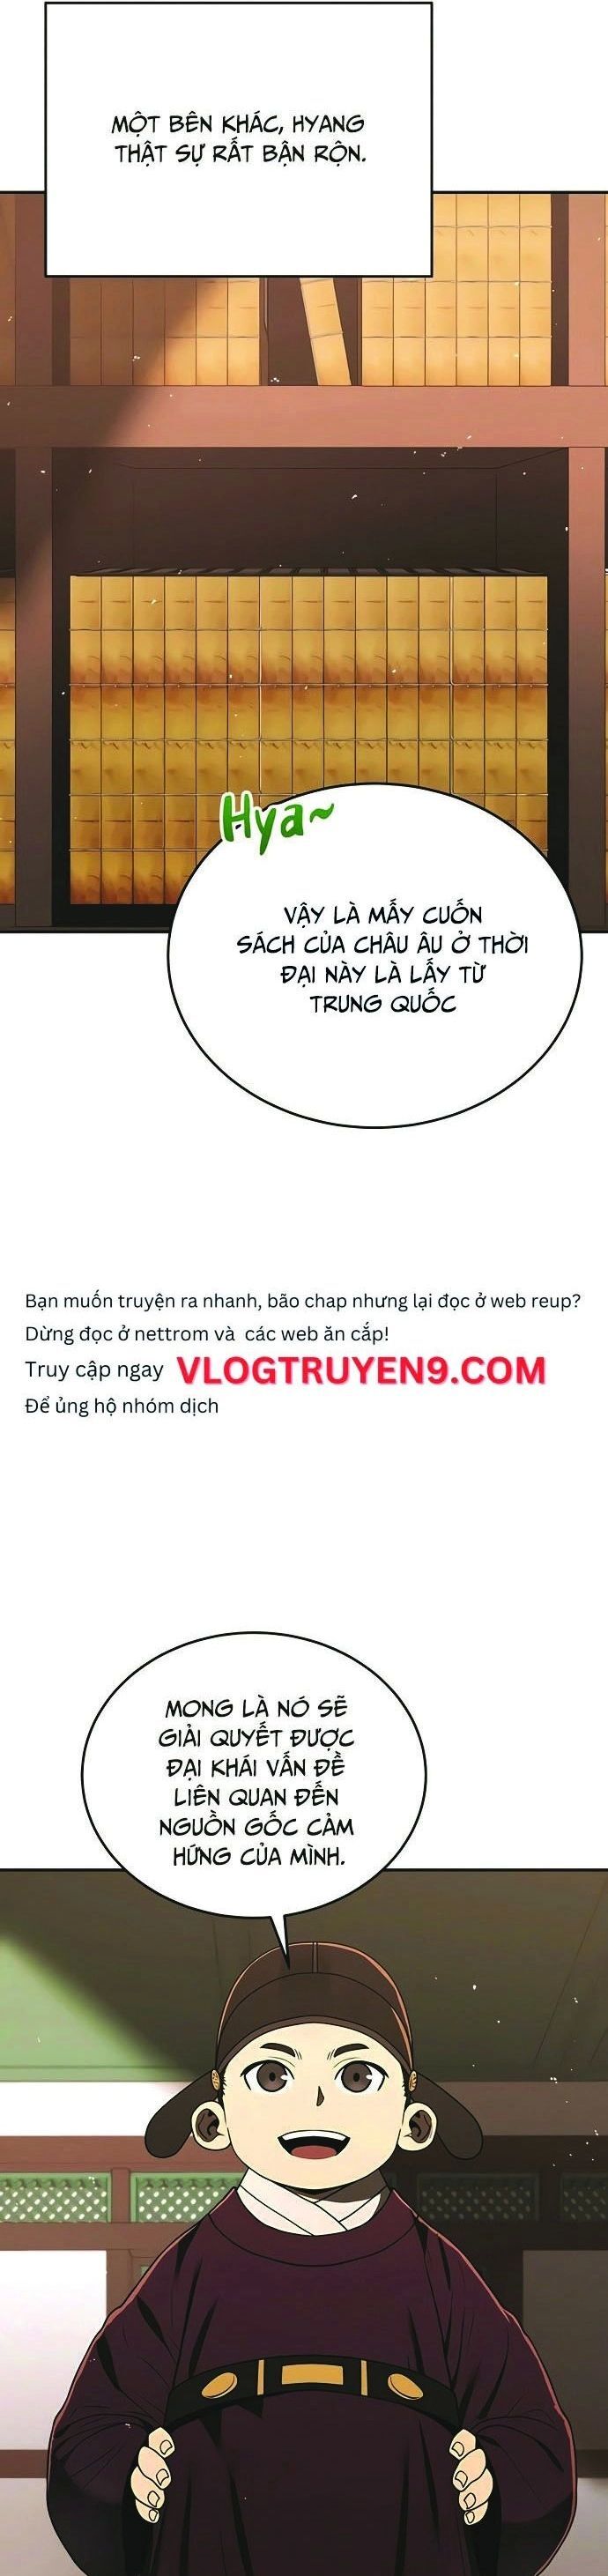 MỘT BÊN KHÁC, HYANG
THẬT SỰ RẤT BẬN RỘN.
Hya~
VẬY LÀ MẤY CUỐN
SÁCH CỦA CHÂU ÂU Ở THỜI
ĐẠI NÀY LÀ LẤY TỪ
TRUNG QUỐC
Bạn muốn truyện ra nhanh, bão chap nhưng lại đọc ở web reup?
Dừng đọc ở nettrom và các web ăn cắp!
Truy cập ngay VLOGTRUYEN9.COM
Để ủng hộ nhóm dịch
MONG LÀ NÓ SẼ
GIẢI QUYẾT ĐƯỢC
ĐẠI KHÁI VẤN ĐỀ
LIÊN QUAN ĐẾN
NGUỒN GỐC CẢM
HỨNG CỦA MÌNH.